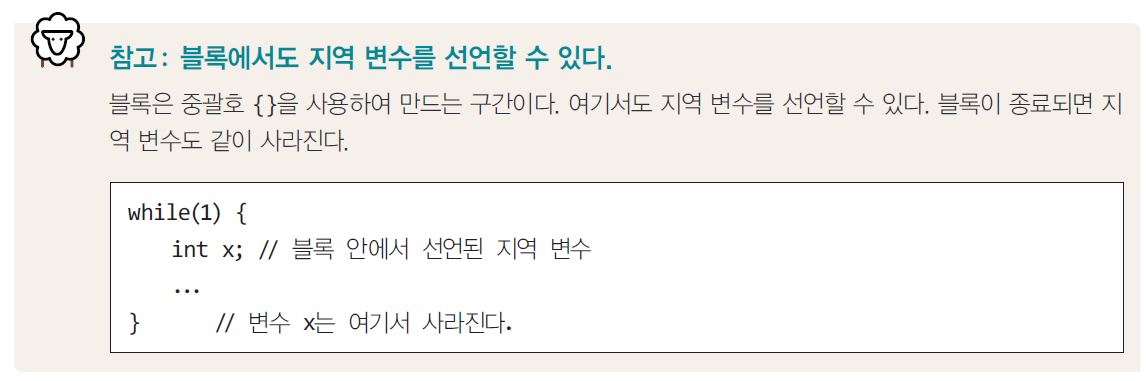 참고: 블록에서도 지역 변수를 선언할 수 있다.
블록은 중괄호 {}을 사용하여 만드는 구간이다. 여기서도 지역 변수를 선언할 수 있다. 블록이 종료되면 지
역 변수도 같이 사라진다.
while(1) {
int x; // 블록 안에서 선언된 지역 변수
...
} // 변수 x는 여기서 사라진다.